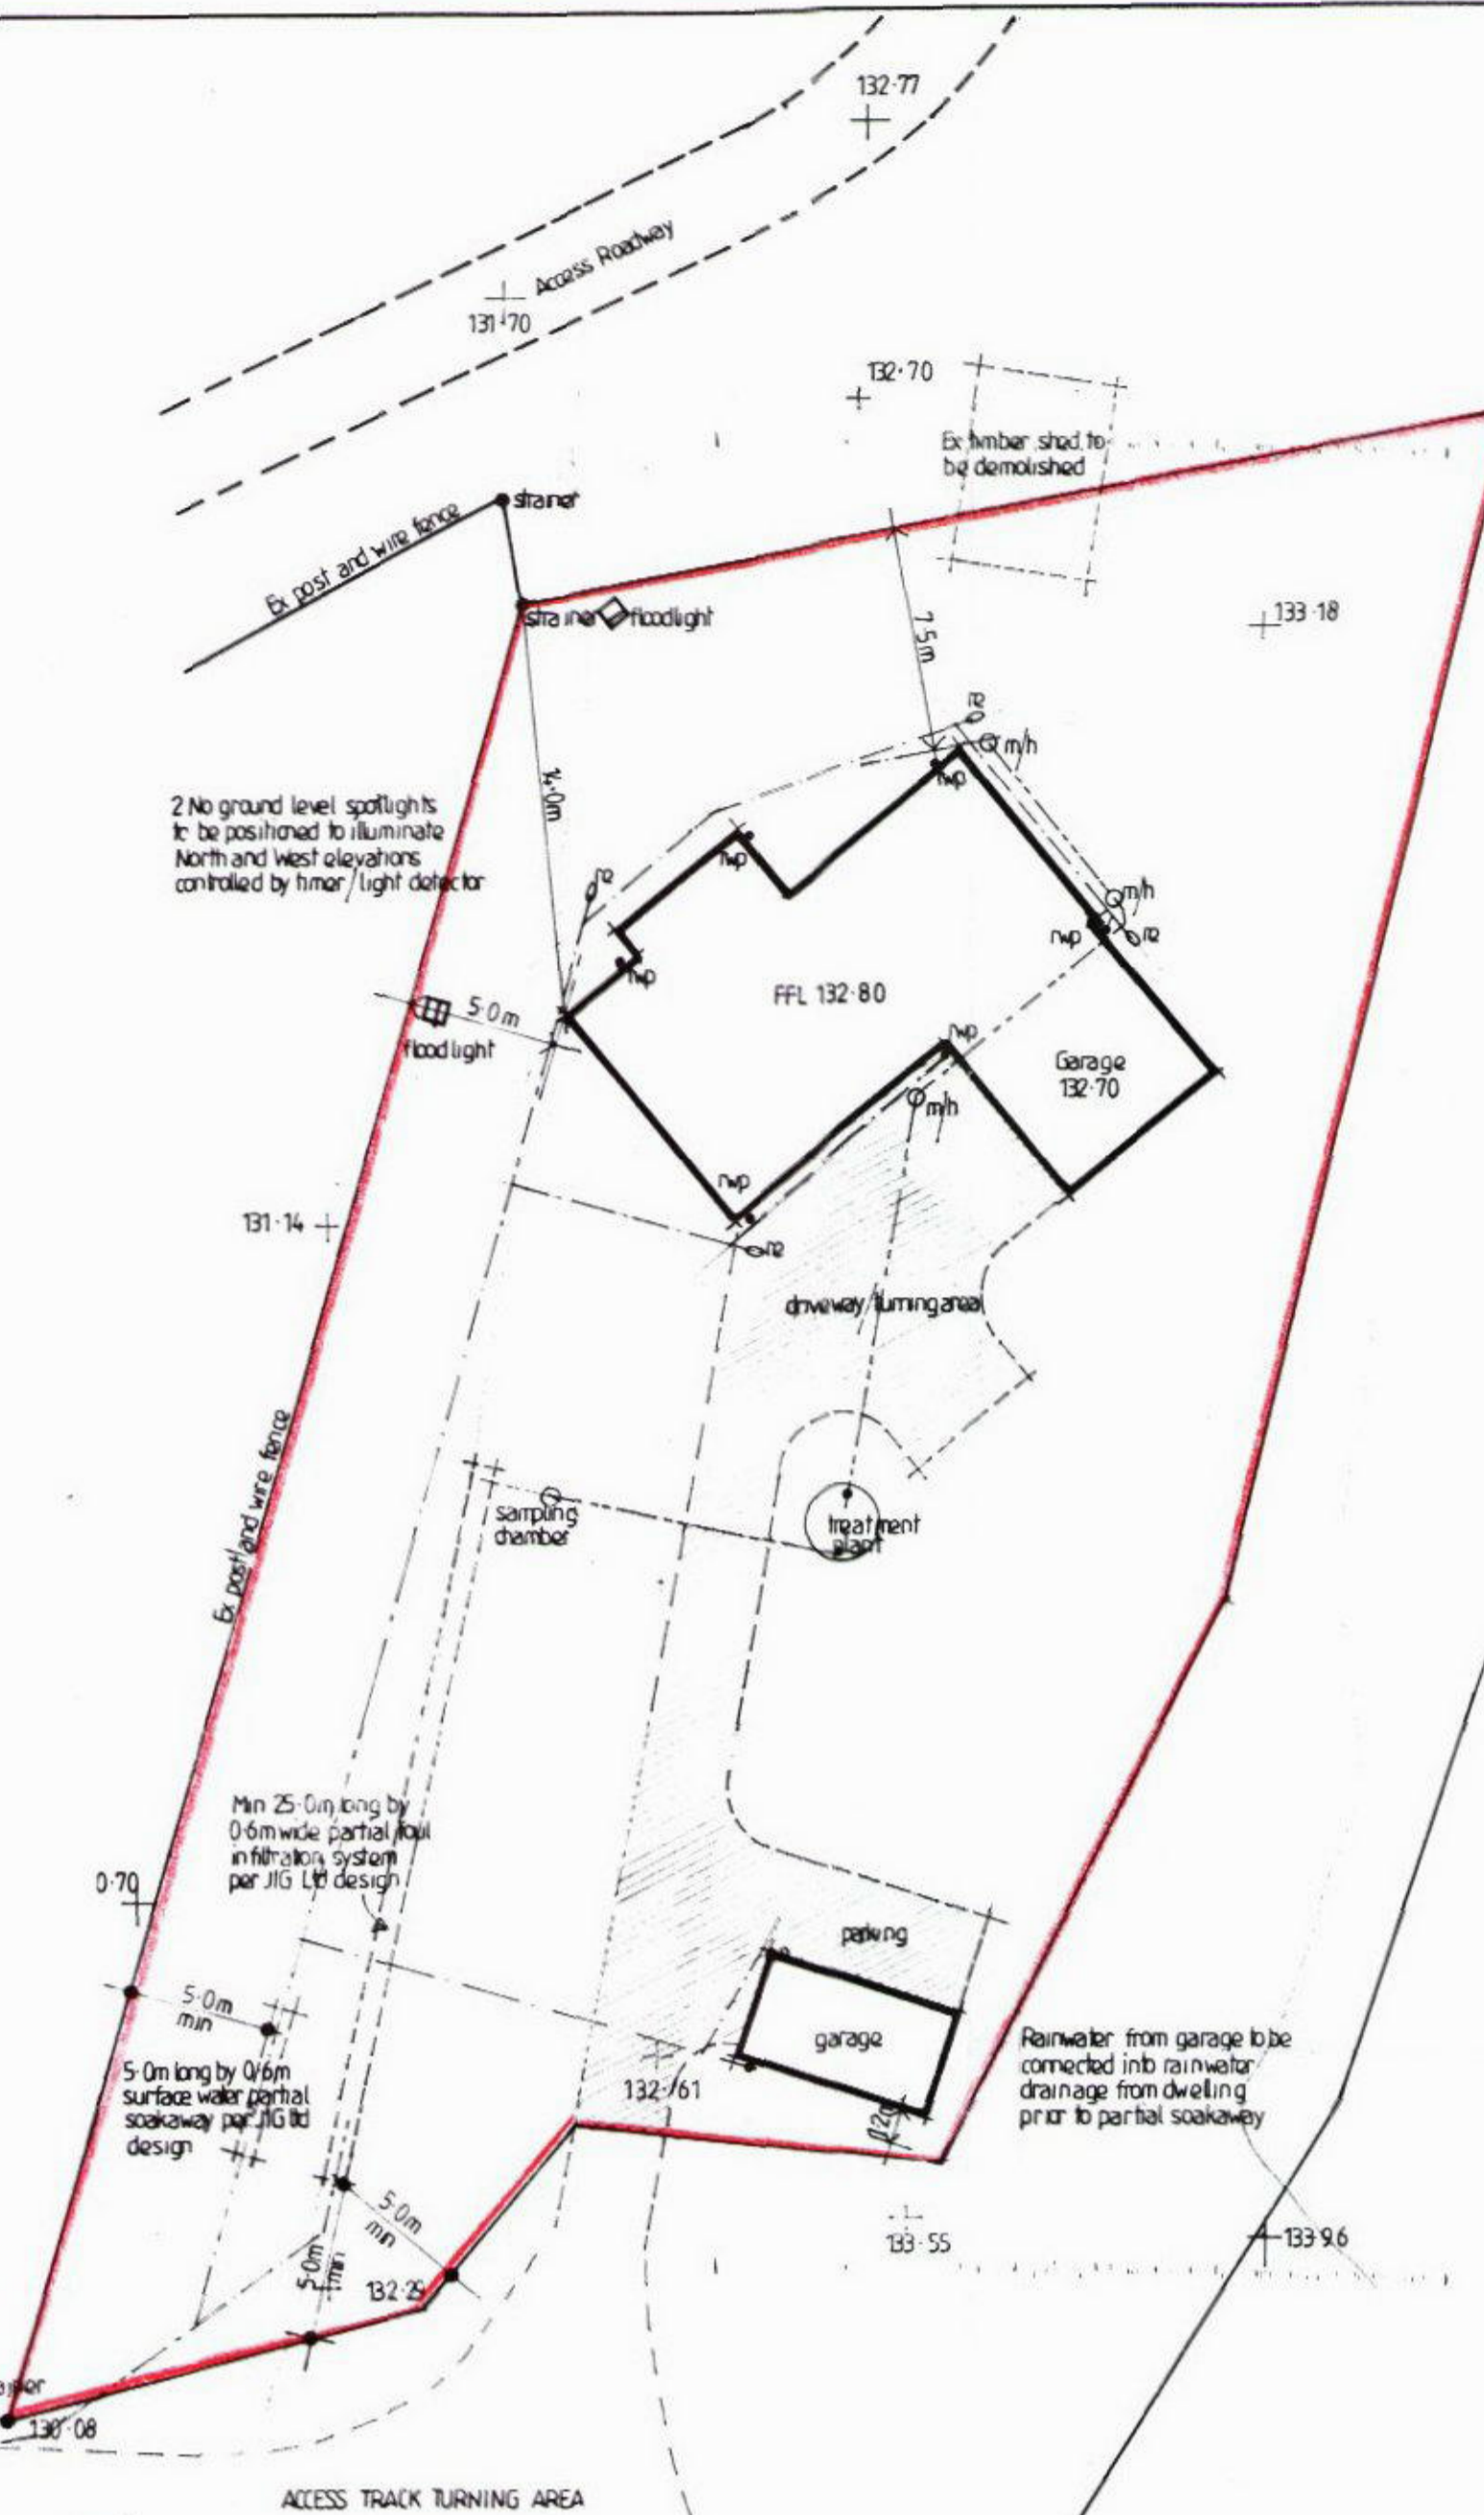 132·77
Access Roadway
131·70
132·70
Ex timber shed to
be demolished
strainer
Ex post and wire fence
strainer
floodlight
133·18
7·5m
re
m/h
rwp
14·0m
2 No ground level spotlights
to be positioned to illuminate
North and West elevations
controlled by timer/light detector
rwp
re
m/h
rwp
re
rwp
FFL 132·80
5·0m
floodlight
rwp
Garage
132·70
m/h
rwp
131·14
re
driveway/turning area
Ex post and wire fence
sampling
chamber
treatment
plant
Min 25·0m long by
0·6m wide partial foul
infiltration system
per JIG Ltd design
0·70
parking
5·0m
min
garage
Rainwater from garage to be
connected into rainwater
drainage from dwelling
prior to partial soakaway
5·0m long by 0·6m
surface water partial
soakaway per JIG ltd
design
132·61
5·0m
min
133·55
133·96
5·0m
min
132·29
130·08
ACCESS TRACK TURNING AREA